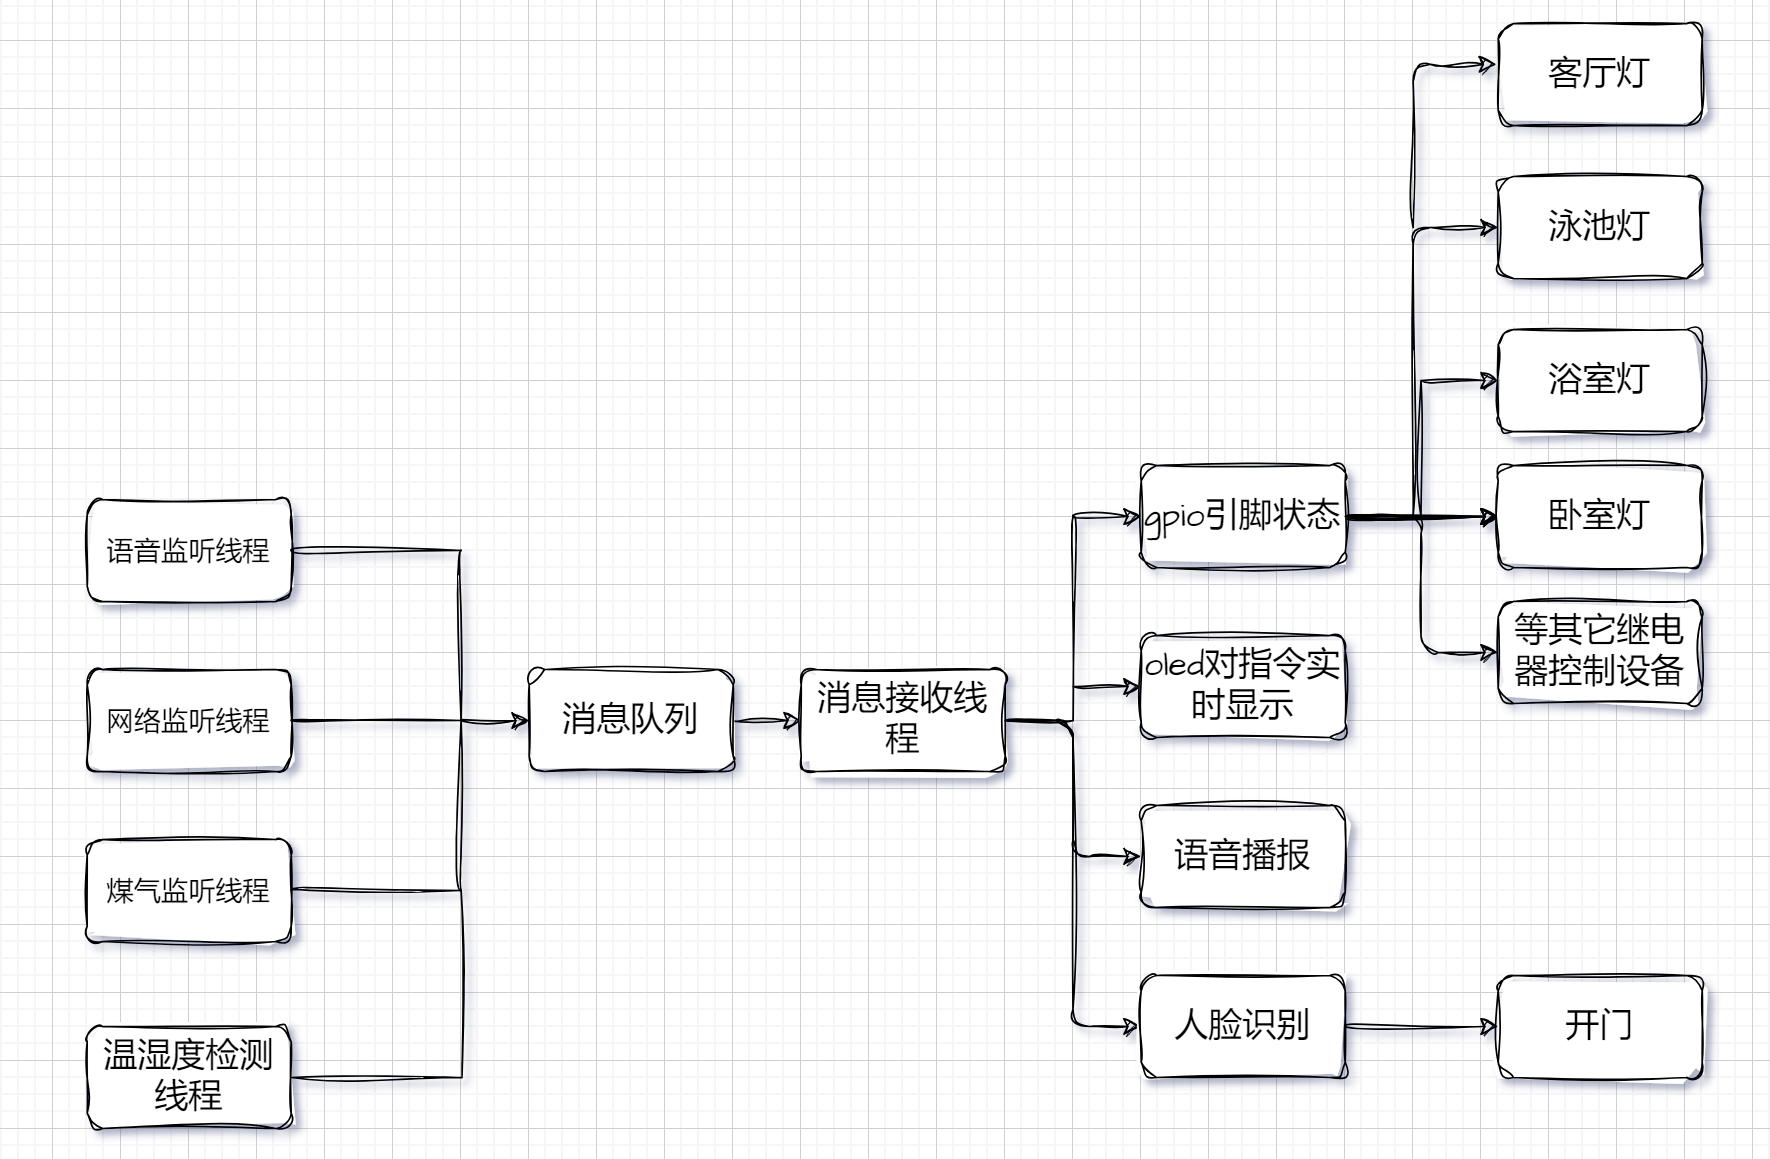 客厅灯
泳池灯
浴室灯
gpio引脚状态
卧室灯
语音监听线程
等其它继电
器控制设备
oled对指令实
时显示
网络监听线程
消息队列
消息接收线
程
语音播报
煤气监听线程
人脸识别
开门
温湿度检测
线程